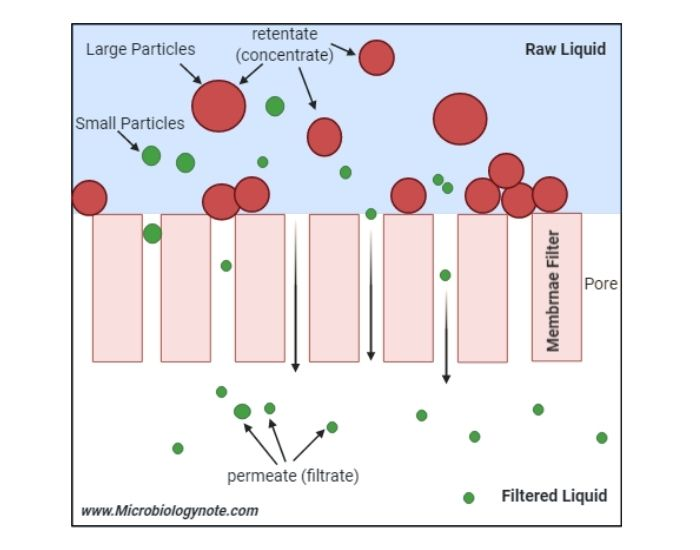 retentate
(concentrate)
Large Particles
Raw Liquid
Small Particles
Membrnae Filter
Pore
permeate (filtrate)
Filtered Liquid
www.Microbiologynote.com